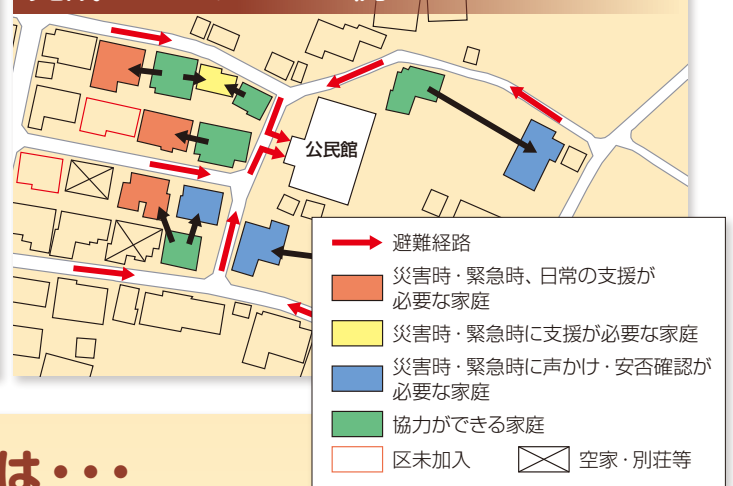 公民館
避難経路
災害時・緊急時、日常の支援が
必要な家庭
災害時・緊急時に支援が必要な家庭
災害時・緊急時に声かけ・安否確認が
必要な家庭
協力ができる家庭
区未加入
空家・別荘等
は・・・